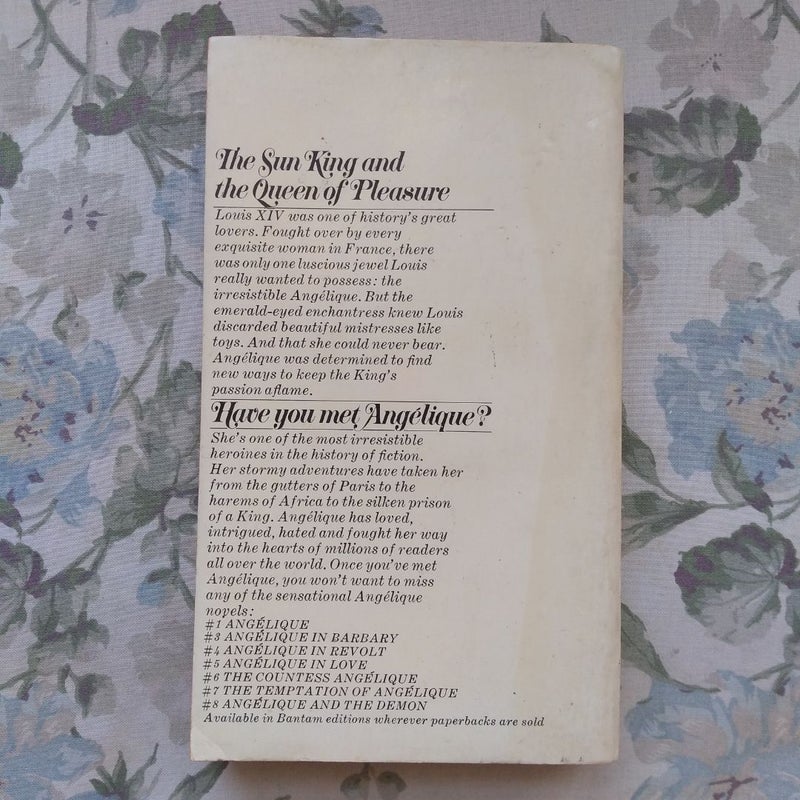 The Sun King and
the Queen of Pleasure
Louis XIV was one of history's great
lovers. Fought over by every
exquisite woman in France, there
was only one luscious jewel Louis
really wanted to possess: the
irresistible Angélique. But the
emerald-eyed enchantress knew Louis
discarded beautiful mistresses like
toys. And that she could never bear.
Angélique was determined to find
new ways to keep the King's
passion aflame.
Have you met Angélique?
She's one of the most irresistible
heroines in the history of fiction.
Her stormy adventures have taken her
from the gutters of Paris to the
harems of Africa to the silken prison
of a King. Angélique has loved,
intrigued, hated and fought her way
into the hearts of millions of readers
all over the world. Once you've met
Angélique, you won't want to miss
any of the sensational Angélique
novels:
#1 ANGÉLIQUE
#3 ANGÉLIQUE IN BARBARY
#4 ANGÉLIQUE IN REVOLT
#5 ANGÉLIQUE IN LOVE
#6 THE COUNTESS ANGÉLIQUE
#7 THE TEMPTATION OF ANGÉLIQUE
#8 ANGÉLIQUE AND THE DEMON
Available in Bantam editions wherever paperbacks are sold